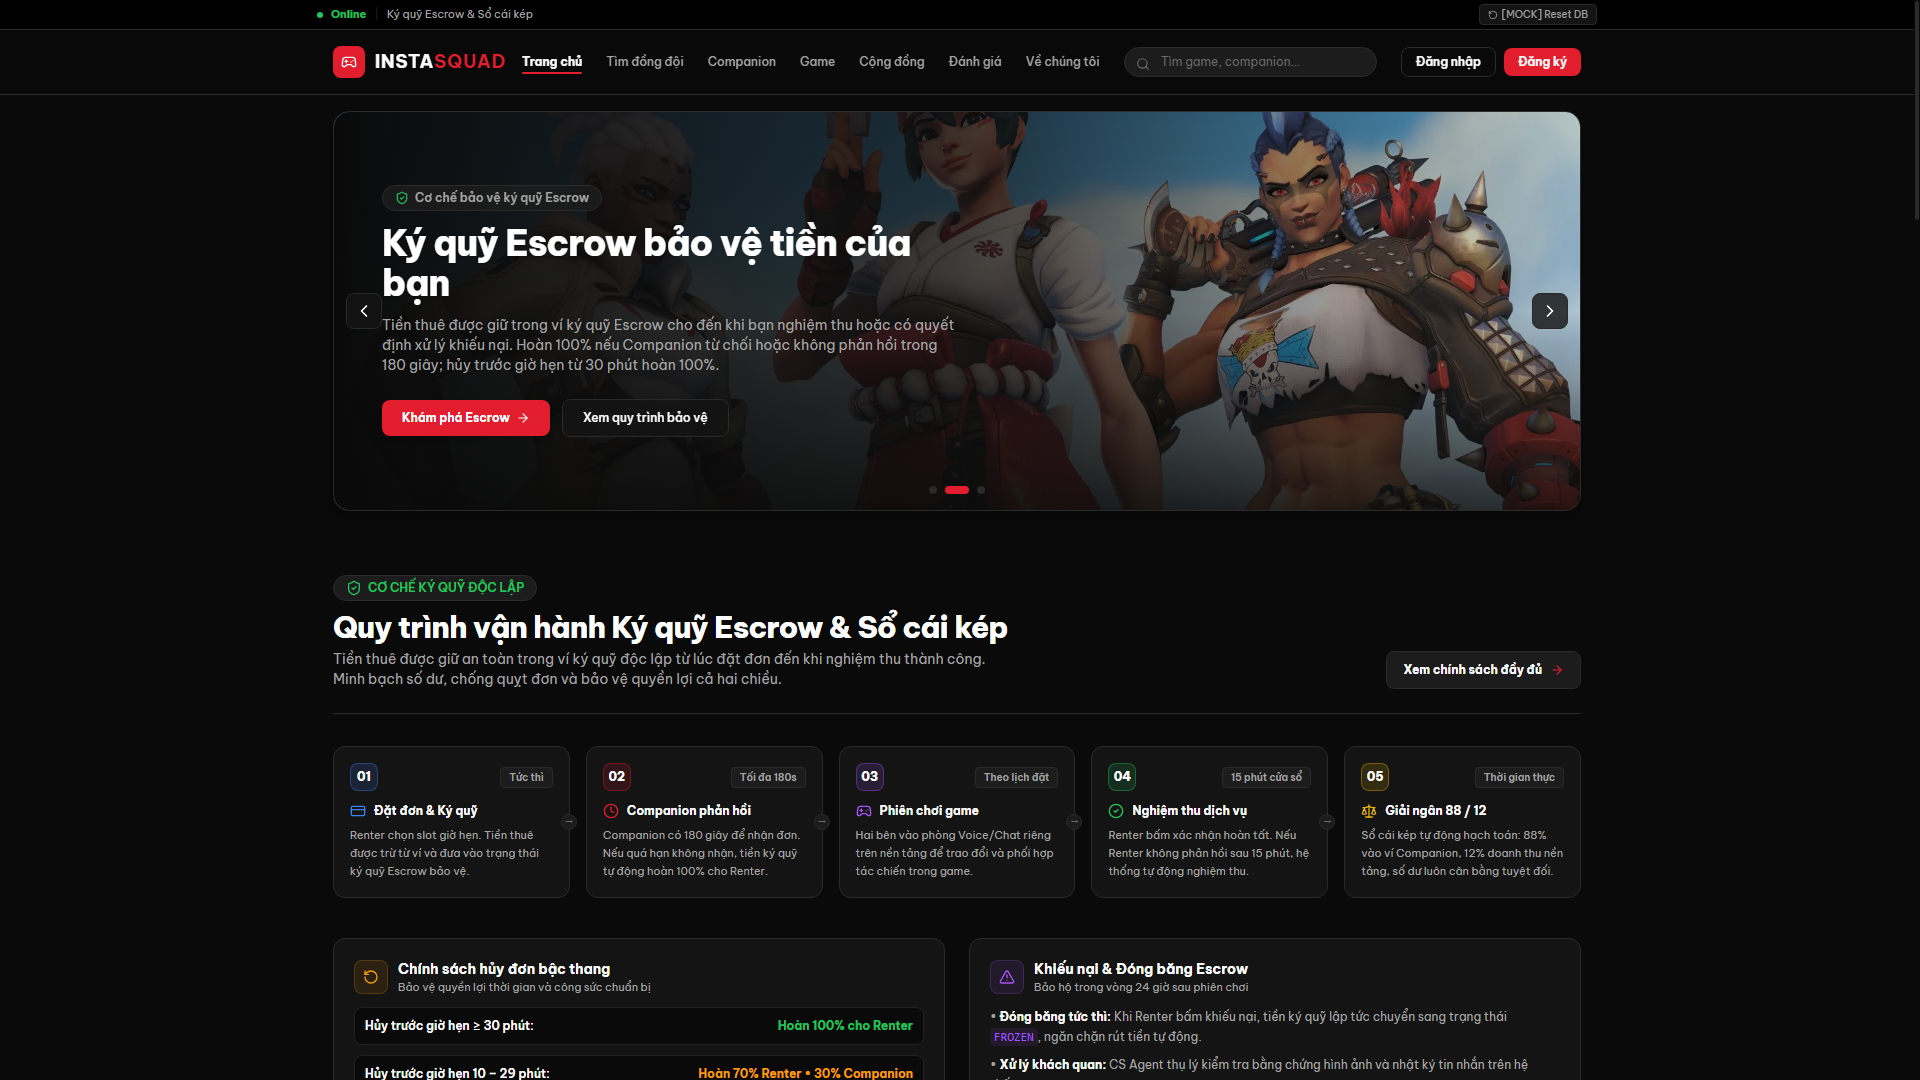 Online
Ký quỹ Escrow & Sổ cái kép
[MOCK] Reset DB
INSTASQUAD
Trang chủ
Tìm đồng đội
Companion
Game
Cộng đồng
Đánh giá
Về chúng tôi
Tìm game, companion...
Đăng nhập
Đăng ký
Cơ chế bảo vệ ký quỹ Escrow
Ký quỹ Escrow bảo vệ tiền của
bạn
Tiền thuê được giữ trong ví ký quỹ Escrow cho đến khi bạn nghiệm thu hoặc có quyết
định xử lý khiếu nại. Hoàn 100% nếu Companion từ chối hoặc không phản hồi trong
180 giây; hủy trước giờ hẹn từ 30 phút hoàn 100%.
Khám phá Escrow
Xem quy trình bảo vệ
CƠ CHẾ KÝ QUỸ ĐỘC LẬP
Quy trình vận hành Ký quỹ Escrow & Sổ cái kép
Tiền thuê được giữ an toàn trong ví ký quỹ độc lập từ lúc đặt đơn đến khi nghiệm thu thành công.
Minh bạch số dư, chống quỵt đơn và bảo vệ quyền lợi cả hai chiều.
Xem chính sách đầy đủ
01
Tức thì
Đặt đơn & Ký quỹ
Renter chọn slot giờ hẹn. Tiền thuê
được trừ từ ví và đưa vào trạng thái
ký quỹ Escrow bảo vệ.
02
Tối đa 180s
Companion phản hồi
Companion có 180 giây để nhận đơn.
Nếu quá hạn không nhận, tiền ký quỹ
tự động hoàn 100% cho Renter.
03
Theo lịch đặt
Phiên chơi game
Hai bên vào phòng Voice/Chat riêng
trên nền tảng để trao đổi và phối hợp
tác chiến trong game.
04
15 phút cửa sổ
Nghiệm thu dịch vụ
Renter bấm xác nhận hoàn tất. Nếu
Renter không phản hồi sau 15 phút, hệ
thống tự động nghiệm thu.
05
Thời gian thực
Giải ngân 88 / 12
Sổ cái kép tự động hạch toán: 88%
vào ví Companion, 12% doanh thu nền
tảng, số dư luôn cân bằng tuyệt đối.
Chính sách hủy đơn bậc thang
Bảo vệ quyền lợi thời gian và công sức chuẩn bị
Hủy trước giờ hẹn ≥ 30 phút:
Hoàn 100% cho Renter
Hủy trước giờ hẹn 10 – 29 phút:
Hoàn 70% Renter • 30% Companion
Khiếu nại & Đóng băng Escrow
Bảo hộ trong vòng 24 giờ sau phiên chơi
• Đóng băng tức thì: Khi Renter bấm khiếu nại, tiền ký quỹ lập tức chuyển sang trạng thái
FROZEN, ngăn chặn rút tiền tự động.
• Xử lý khách quan: CS Agent thụ lý kiểm tra bằng chứng hình ảnh và nhật ký tin nhắn trên hệ